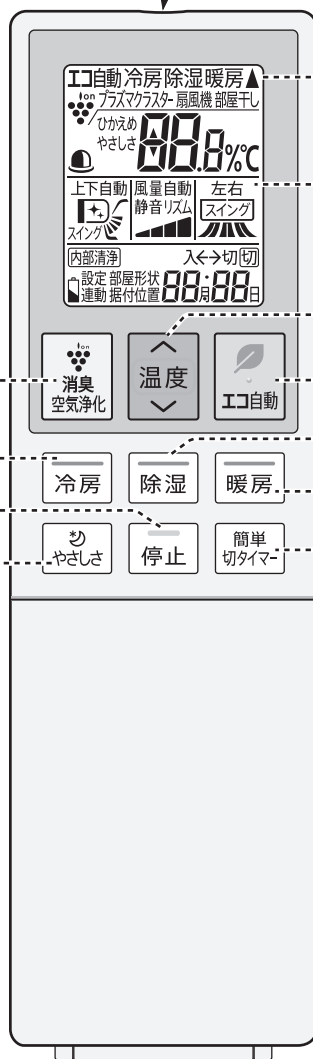 エコ自動冷房除湿暖房▲
ion プラズマクラスター 扇風機 部屋干し
ひかえめ
やさしさ 88.8%℃
上下自動 風量自動 左右
スイング 静音リズム スイング
内部清浄 入←→切 切
設定 部屋形状
連動 据付位置 88月88日
ion
消臭
空気浄化
温度
エコ自動
冷房 除湿 暖房
やさしさ
停止
簡単
切タイマー